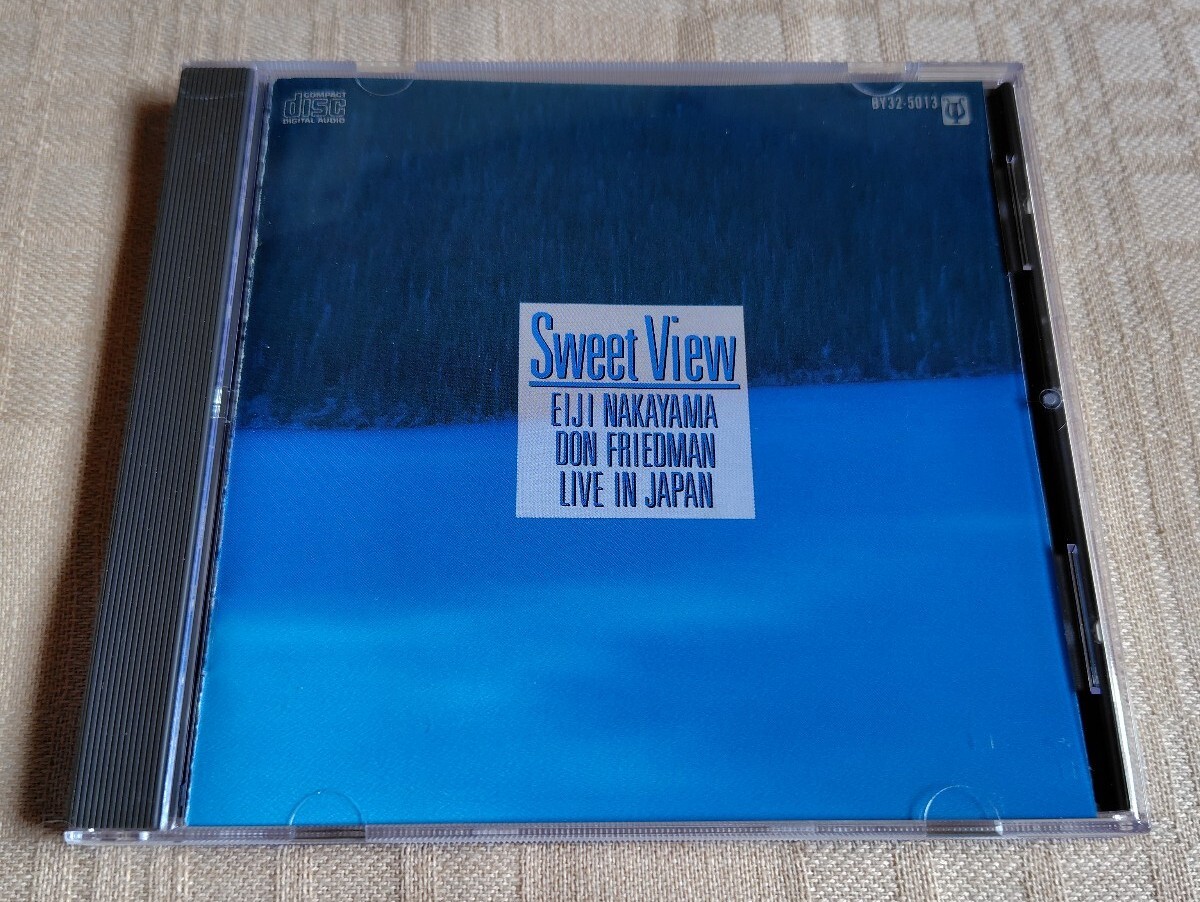 COMPACT
disc
DIGITAL AUDIO
BY32-5013
Sweet View
EIJI NAKAYAMA
DON FRIEDMAN
LIVE IN JAPAN